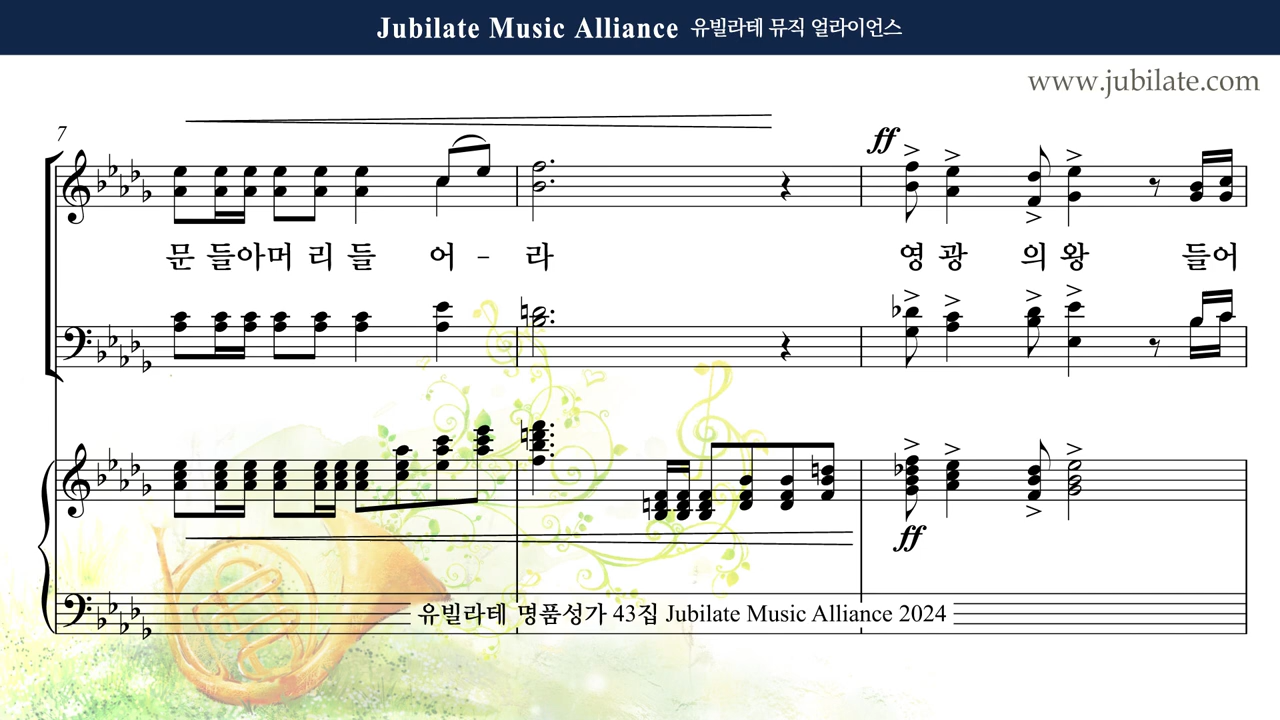 Jubilate Music Alliance 유빌라테 뮤직 얼라이언스
www.jubilate.com
7
ff
문 들아머 리 들 어 - 라 영 광 의 왕 들어
ff
유빌라테 명품성가 43집 Jubilate Music Alliance 2024